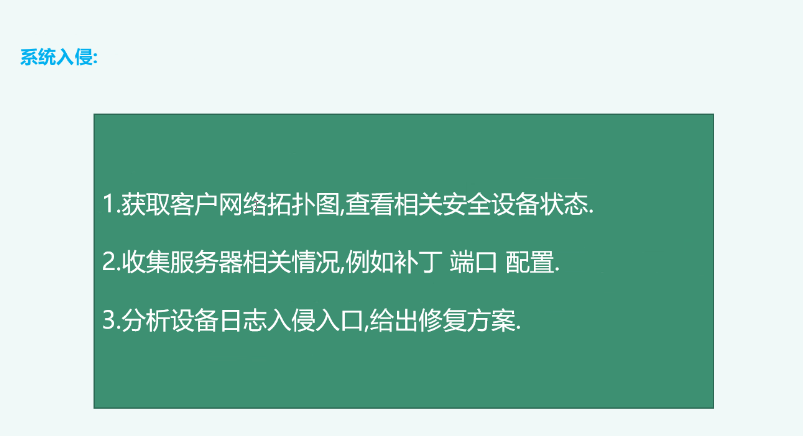 系统入侵:
1.获取客户网络拓扑图,查看相关安全设备状态.
2.收集服务器相关情况,例如补丁 端口 配置.
3.分析设备日志入侵入口,给出修复方案.